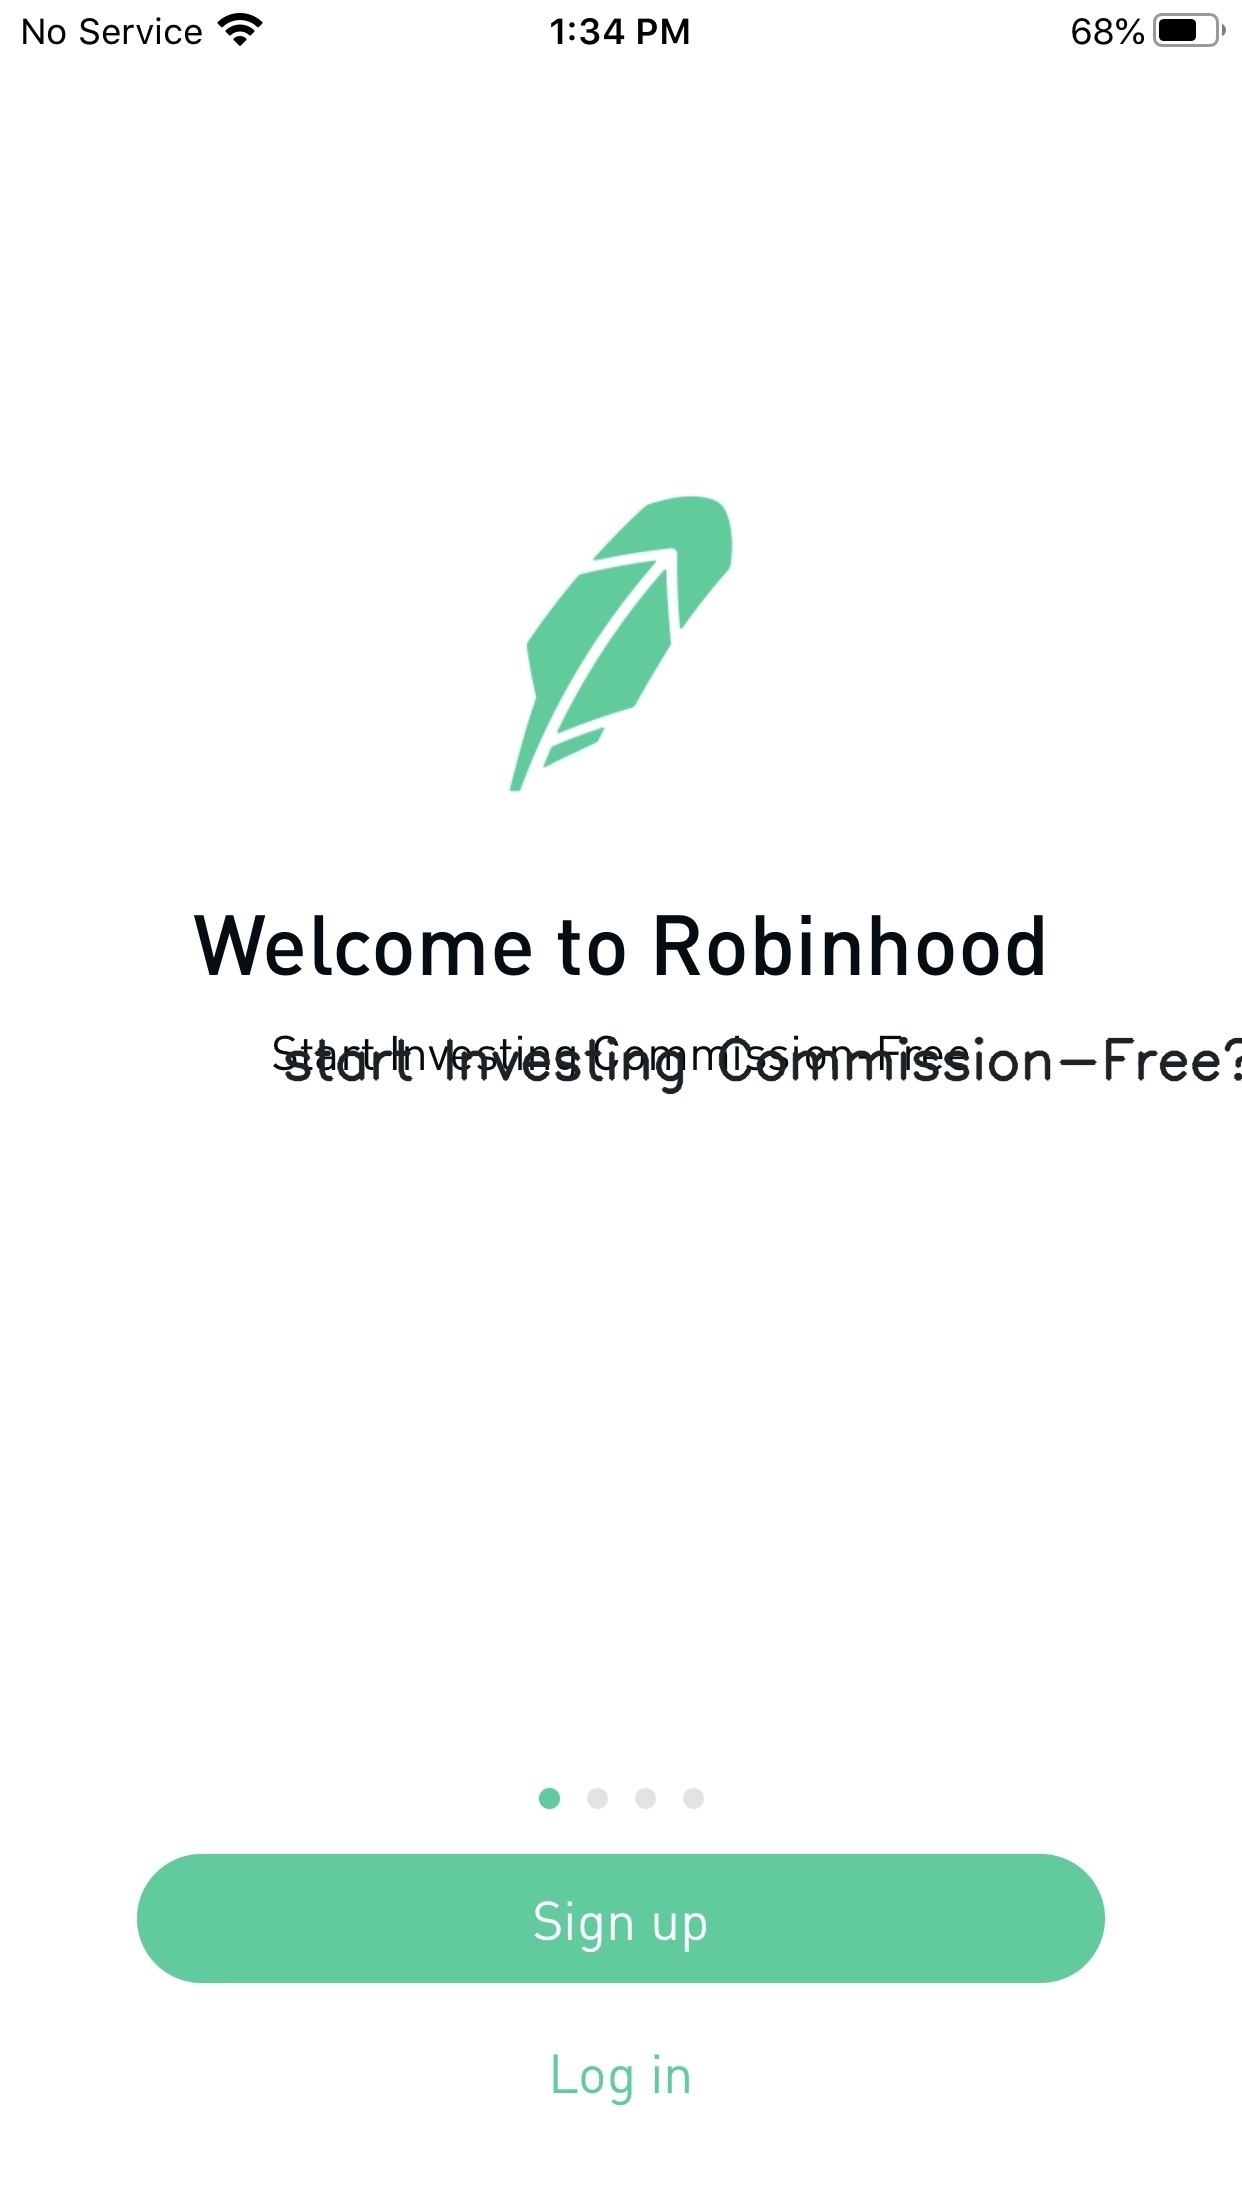 No Service 1:34 PM 68%
Welcome to Robinhood
Start Investing Commission-Free
start Investing Commission-Free?
Sign up
Log in